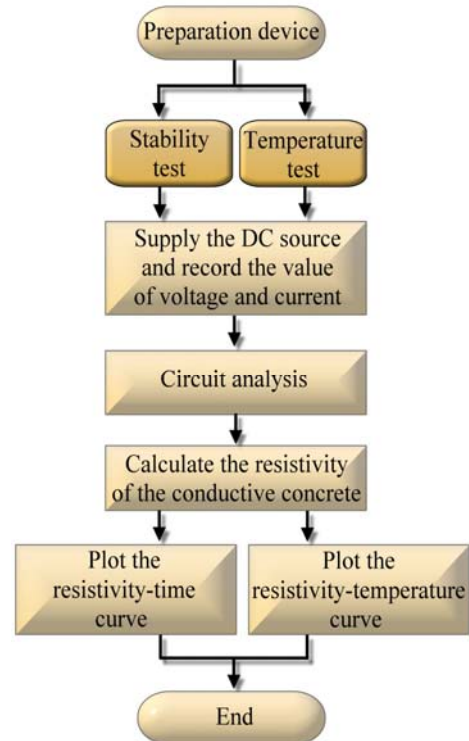 Preparation device
Stability
test
Temperature
test
Supply the DC source
and record the value
of voltage and current
Circuit analysis
Calculate the resistivity
of the conductive concrete
Plot the
resistivity-time
curve
Plot the
resistivity-temperature
curve
End